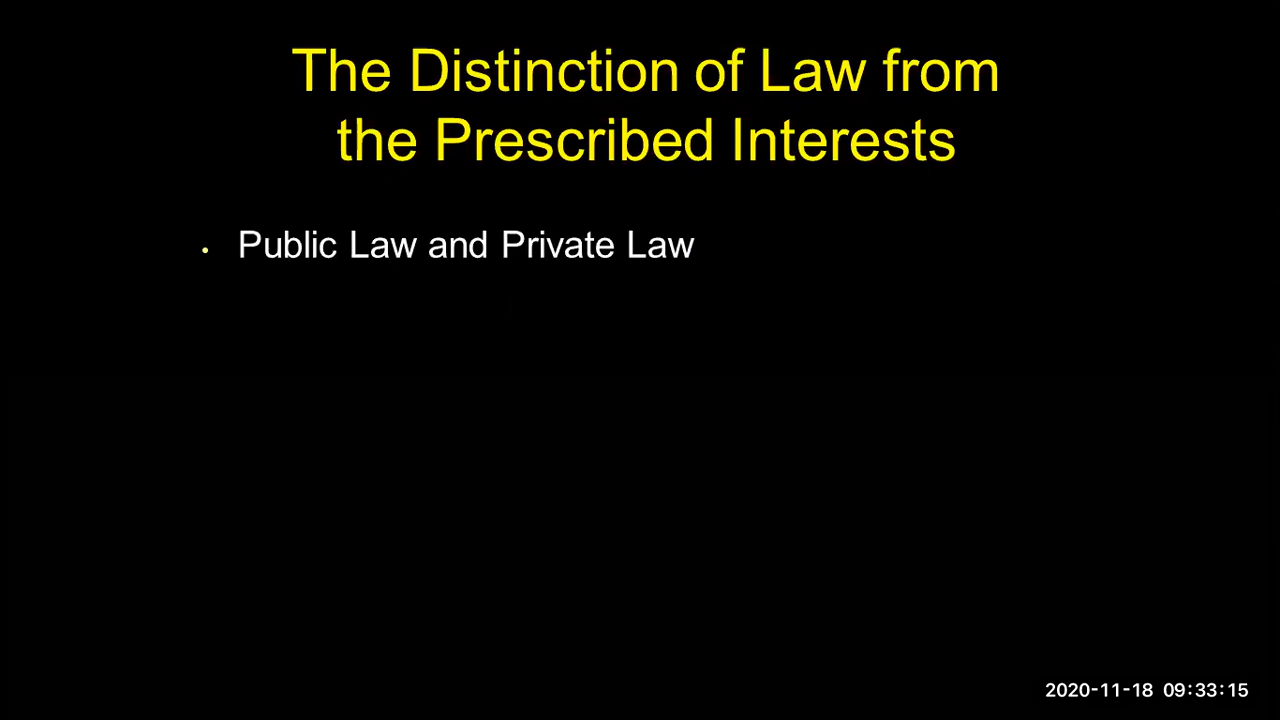 The Distinction of Law from
the Prescribed Interests
• Public Law and Private Law
2020-11-18 09:33:15